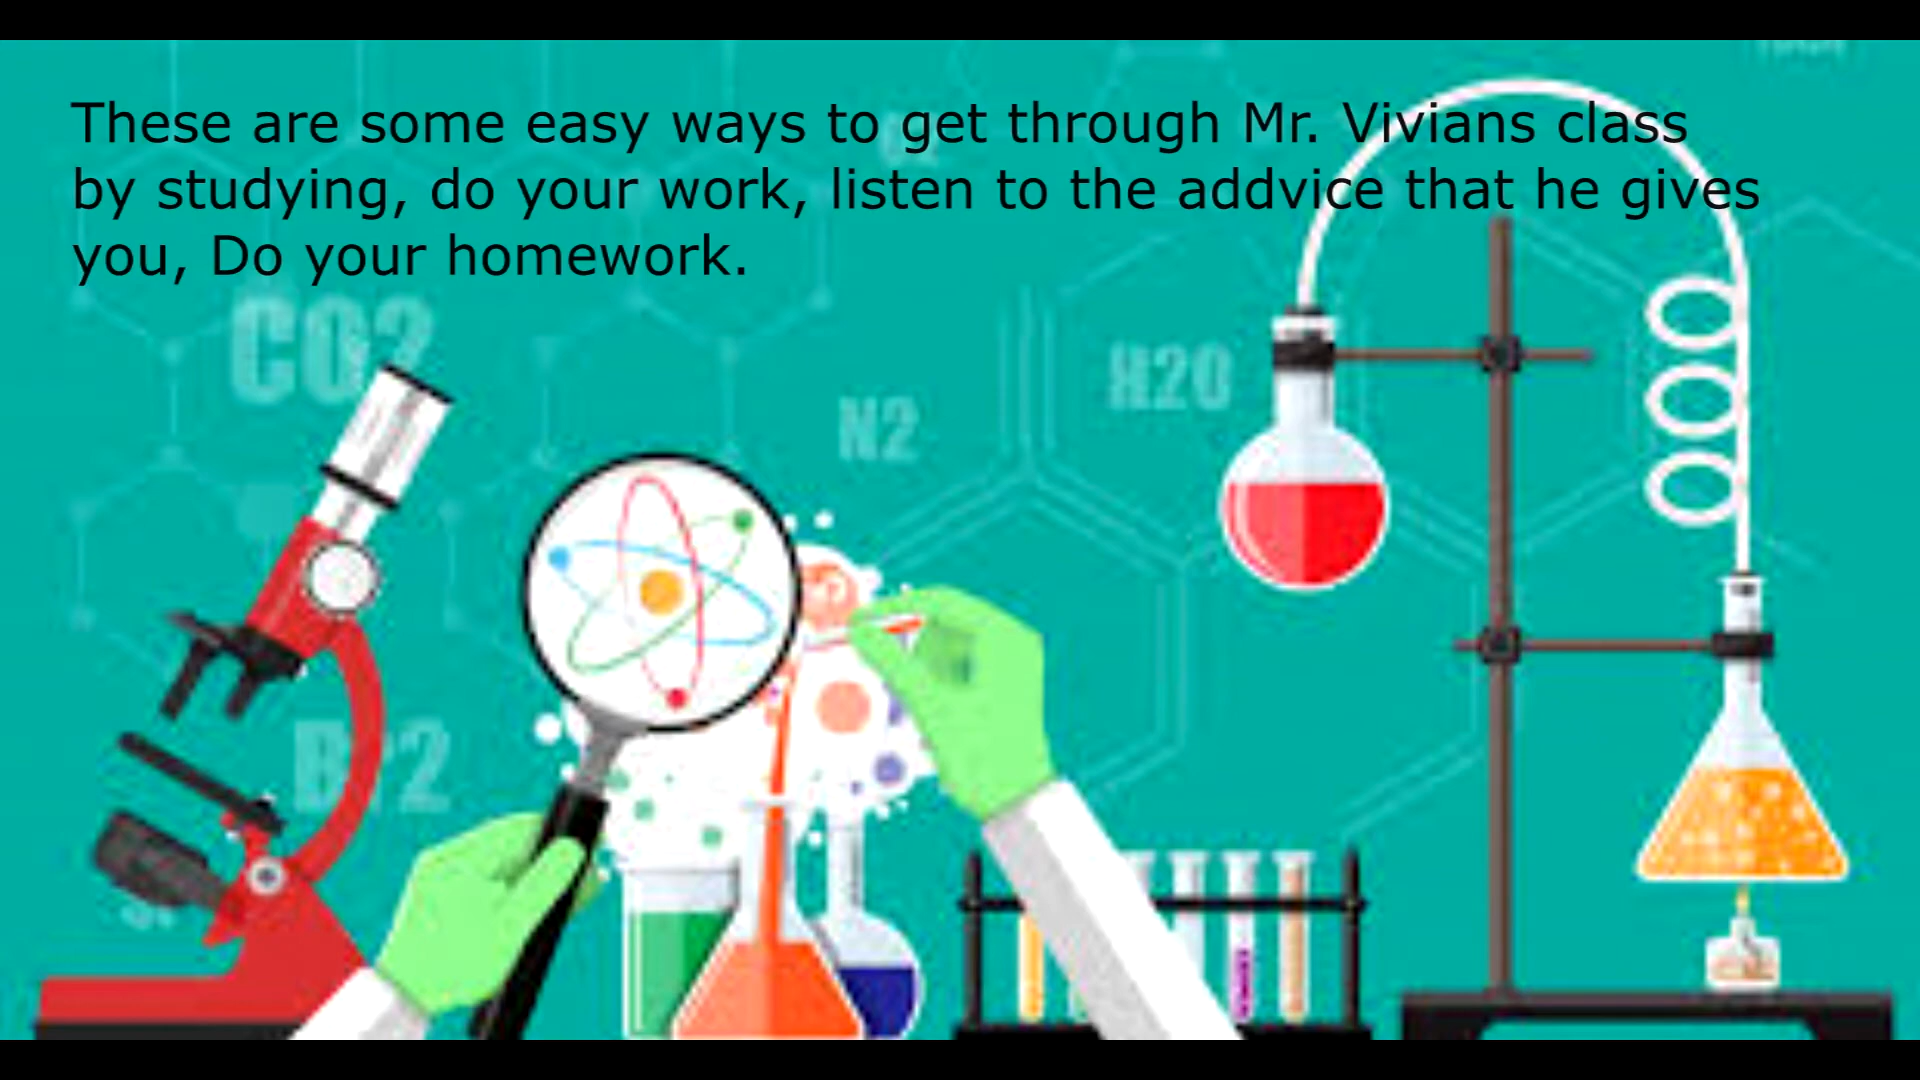 These are some easy ways to get through Mr. Vivians class
by studying, do your work, listen to the addvice that he gives
you, Do your homework.
CO2
H2O
N2